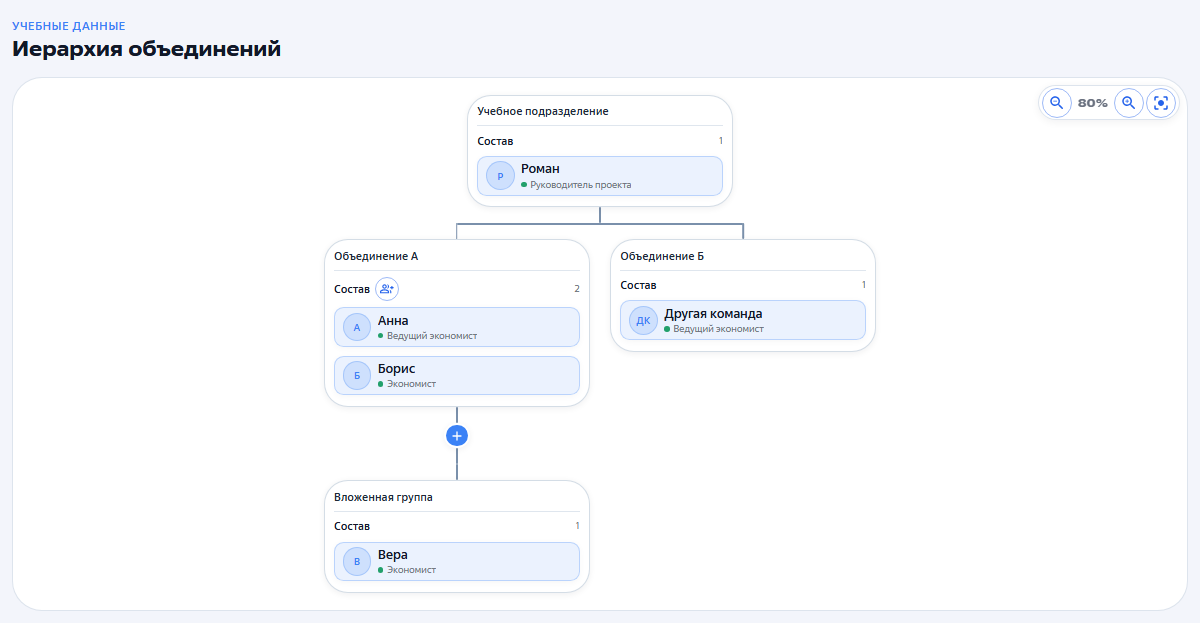 УЧЕБНЫЕ ДАННЫЕ
Иерархия объединений
80%
Учебное подразделение
Состав 1
Р
Роман
Руководитель проекта
Объединение А
Состав 2
А
Анна
Ведущий экономист
Б
Борис
Экономист
Объединение Б
Состав 1
ДК
Другая команда
Ведущий экономист
Вложенная группа
Состав 1
В
Вера
Экономист